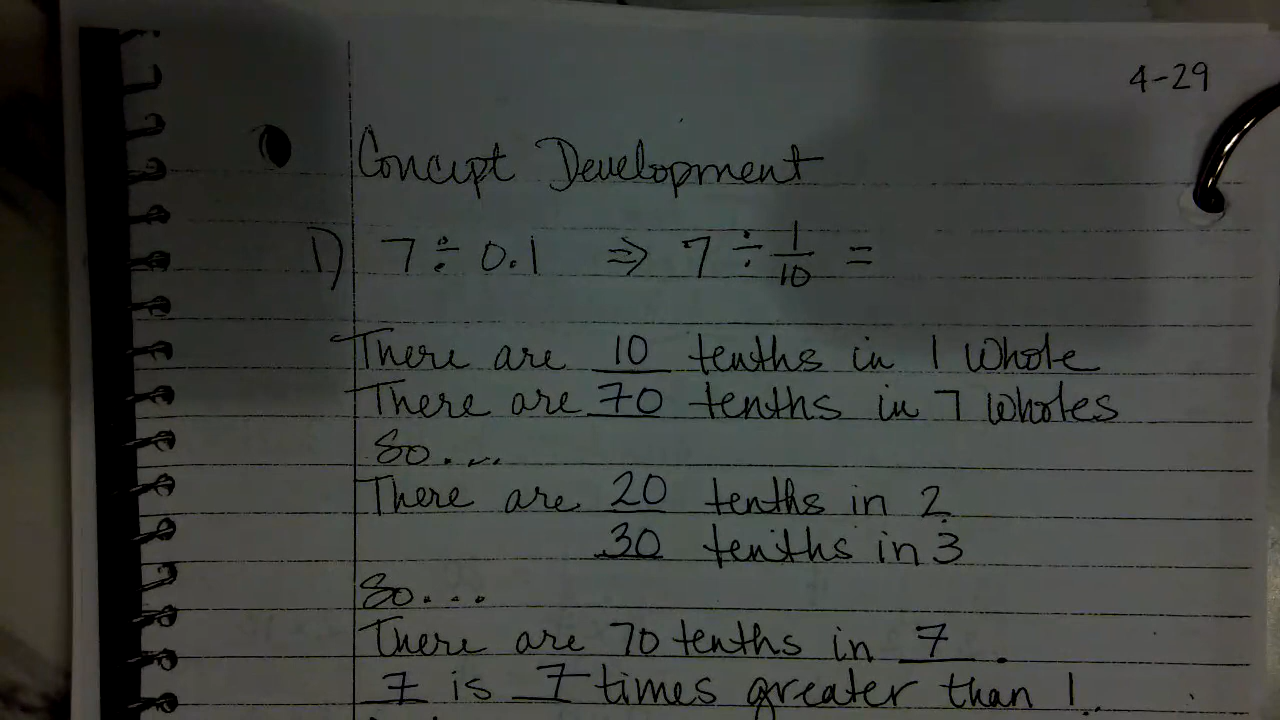 4-29
Concept Development
1) 7 ÷ 0.1 ⇒ 7 ÷ 1/10 =
There are 10 tenths in 1 whole
There are 70 tenths in 7 wholes
So....
There are 20 tenths in 2
30 tenths in 3
So...
There are 70 tenths in 7.
7 is 7 times greater than 1.